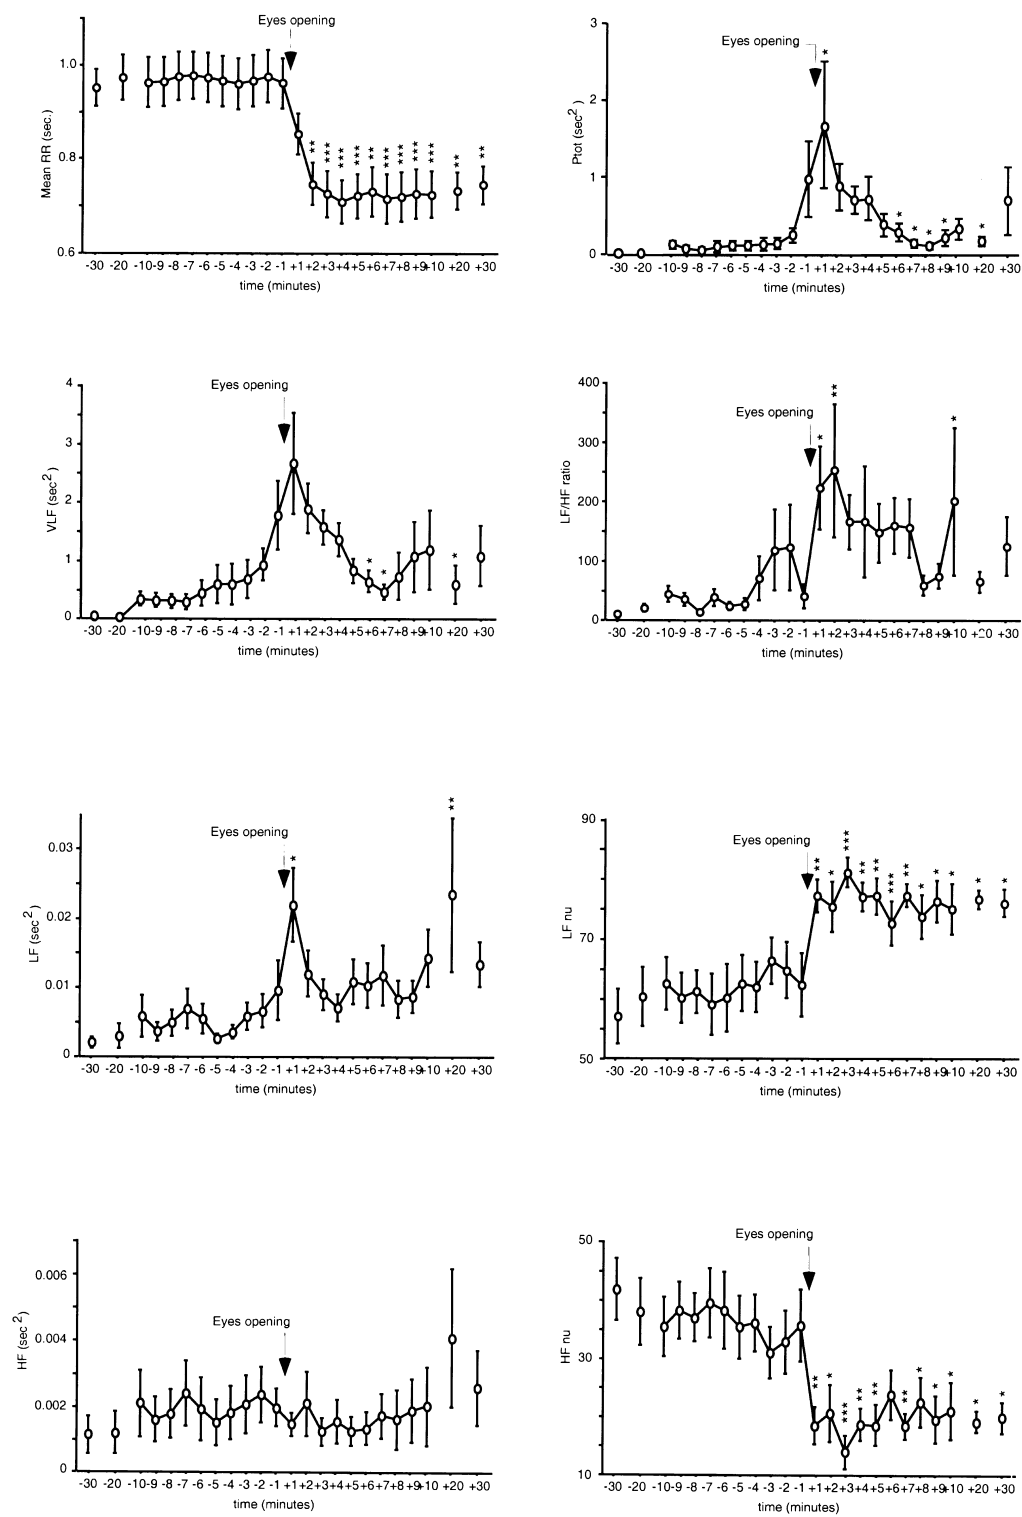 Eyes opening
1.0
0.8
0.6
Mean RR (sec.)
** *** *** *** ** *** *** *** *** ** **
-30 -20 -10 -9 -8 -7 -6 -5 -4 -3 -2 -1 +1 +2 +3 +4 +5 +6 +7 +8 +9 +10 +20 +30
time (minutes)
Eyes opening
3
2
1
0
Ptot (sec2)
* * * * * *
-30 -20 -10 -9 -8 -7 -6 -5 -4 -3 -2 -1 +1 +2 +3 +4 +5 +6 +7 +8 +9 +10 +20 +30
time (minutes)
Eyes opening
4
3
2
1
0
VLF (sec2)
* * *
-30 -20 -10 -9 -8 -7 -6 -5 -4 -3 -2 -1 +1 +2 +3 +4 +5 +6 +7 +8 +9 +10 +20 +30
time (minutes)
Eyes opening
400
300
200
100
0
LF/HF ratio
* ** *
-30 -20 -10 -9 -8 -7 -6 -5 -4 -3 -2 -1 +1 +2 +3 +4 +5 +6 +7 +8 +9 +10 +20 +30
time (minutes)
Eyes opening
0.03
0.02
0.01
0
LF (sec2)
* **
-30 -20 -10 -9 -8 -7 -6 -5 -4 -3 -2 -1 +1 +2 +3 +4 +5 +6 +7 +8 +9 +10 +20 +30
time (minutes)
Eyes opening
90
70
50
LF nu
** * *** ** ** *** ** * * * * *
-30 -20 -10 -9 -8 -7 -6 -5 -4 -3 -2 -1 +1 +2 +3 +4 +5 +6 +7 +8 +9 +10 +20 +30
time (minutes)
Eyes opening
0.006
0.004
0.002
0
HF (sec2)
-30 -20 -10 -9 -8 -7 -6 -5 -4 -3 -2 -1 +1 +2 +3 +4 +5 +6 +7 +8 +9 +10 +20 +30
time (minutes)
Eyes opening
50
30
10
HF nu
** * *** ** ** ** * * * * *
-30 -20 -10 -9 -8 -7 -6 -5 -4 -3 -2 -1 +1 +2 +3 +4 +5 +6 +7 +8 +9 +10 +20 +30
time (minutes)